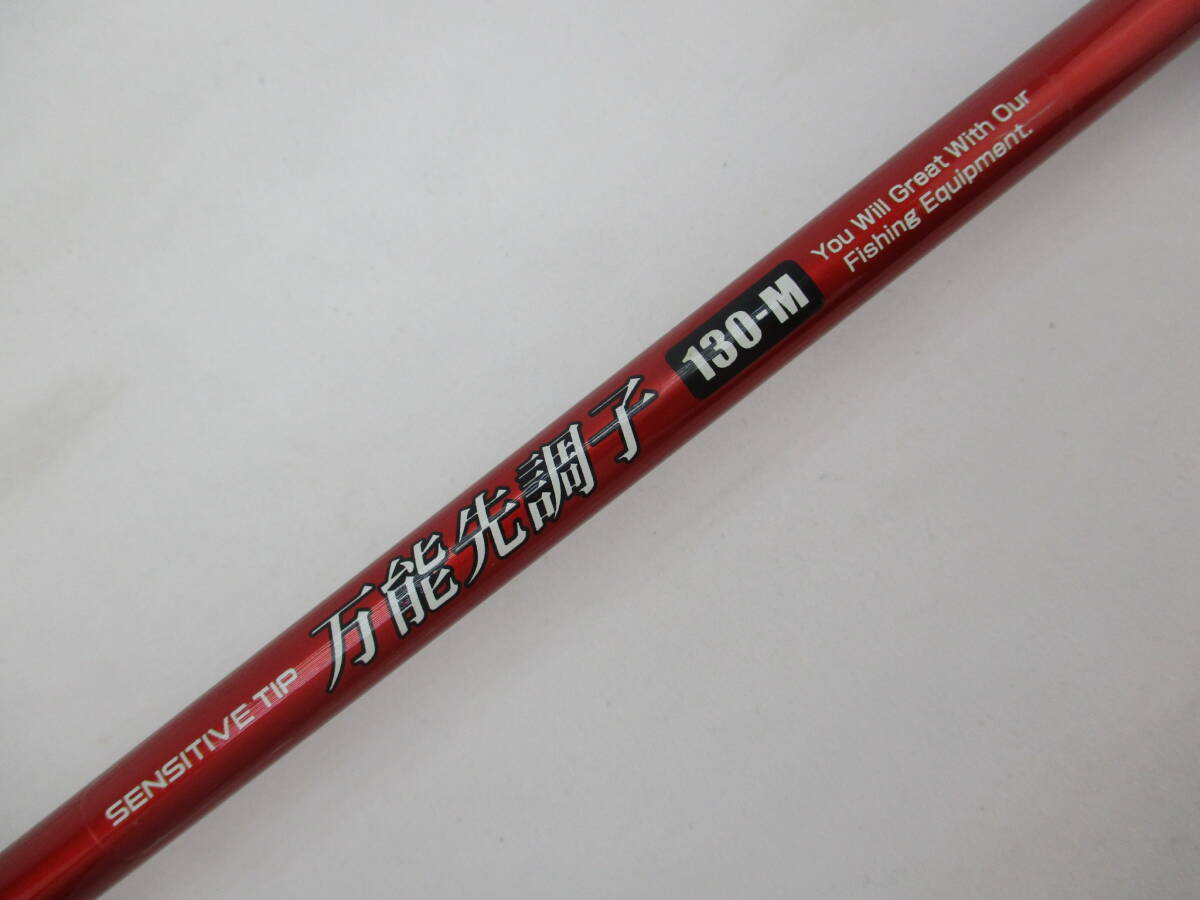 SENSITIVE TIP
万能先調子
130-M
You Will Great With Our
Fishing Equipment.